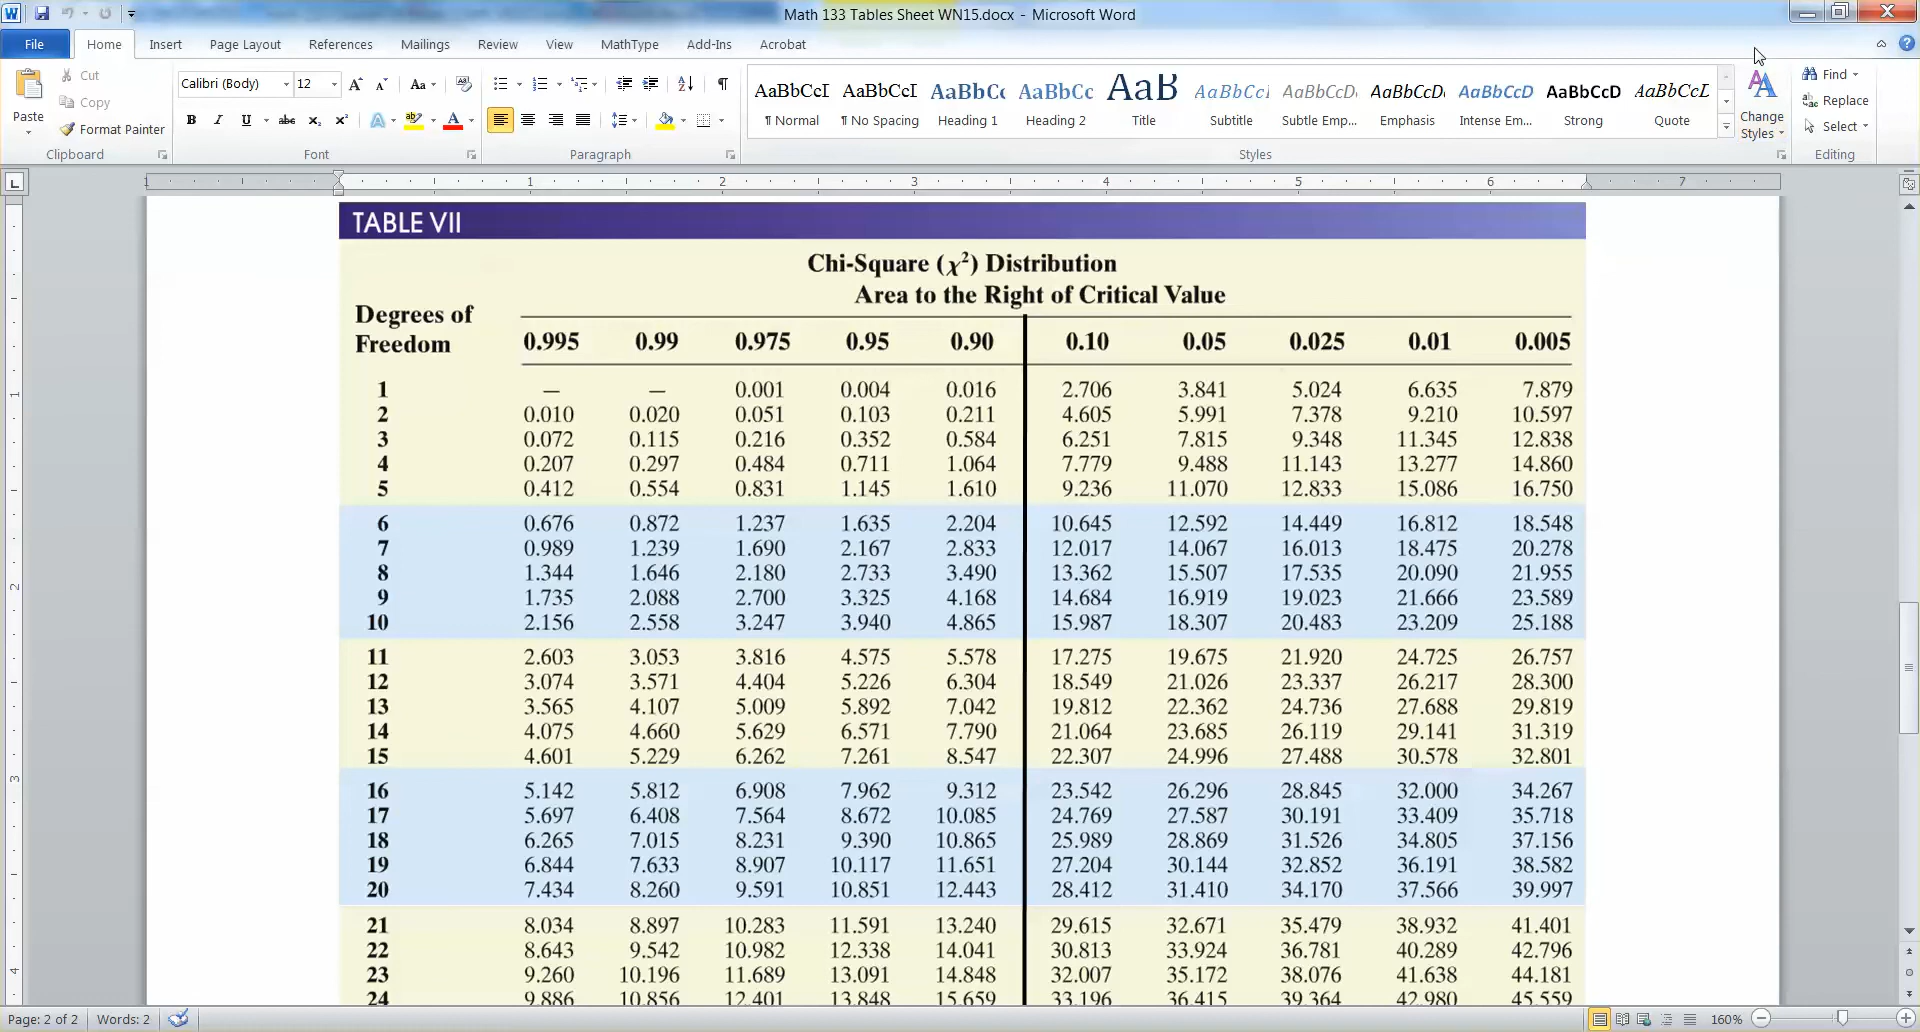 Math 133 Tables Sheet WN15.docx - Microsoft Word
File Home Insert Page Layout References Mailings Review View MathType Add-Ins Acrobat
Paste
Cut
Copy
Format Painter
Clipboard
Calibri (Body) 12
Font
Paragraph
AaBbCcI AaBbCcI AaBbCc AaBbCc AaB AaBbCcI AaBbCcD AaBbCcD AaBbCcD AaBbCcD AaBbCcL
¶ Normal ¶ No Spacing Heading 1 Heading 2 Title Subtitle Subtle Emp... Emphasis Intense Em... Strong Quote
Styles
Change Styles
Find
Replace
Select
Editing
1 1 2 3 4 5 6 7
TABLE VII
Chi-Square (χ²) Distribution
Area to the Right of Critical Value
Degrees of
Freedom 0.995 0.99 0.975 0.95 0.90 0.10 0.05 0.025 0.01 0.005
1 — — 0.001 0.004 0.016 2.706 3.841 5.024 6.635 7.879
2 0.010 0.020 0.051 0.103 0.211 4.605 5.991 7.378 9.210 10.597
3 0.072 0.115 0.216 0.352 0.584 6.251 7.815 9.348 11.345 12.838
4 0.207 0.297 0.484 0.711 1.064 7.779 9.488 11.143 13.277 14.860
5 0.412 0.554 0.831 1.145 1.610 9.236 11.070 12.833 15.086 16.750
6 0.676 0.872 1.237 1.635 2.204 10.645 12.592 14.449 16.812 18.548
7 0.989 1.239 1.690 2.167 2.833 12.017 14.067 16.013 18.475 20.278
8 1.344 1.646 2.180 2.733 3.490 13.362 15.507 17.535 20.090 21.955
9 1.735 2.088 2.700 3.325 4.168 14.684 16.919 19.023 21.666 23.589
10 2.156 2.558 3.247 3.940 4.865 15.987 18.307 20.483 23.209 25.188
11 2.603 3.053 3.816 4.575 5.578 17.275 19.675 21.920 24.725 26.757
12 3.074 3.571 4.404 5.226 6.304 18.549 21.026 23.337 26.217 28.300
13 3.565 4.107 5.009 5.892 7.042 19.812 22.362 24.736 27.688 29.819
14 4.075 4.660 5.629 6.571 7.790 21.064 23.685 26.119 29.141 31.319
15 4.601 5.229 6.262 7.261 8.547 22.307 24.996 27.488 30.578 32.801
16 5.142 5.812 6.908 7.962 9.312 23.542 26.296 28.845 32.000 34.267
17 5.697 6.408 7.564 8.672 10.085 24.769 27.587 30.191 33.409 35.718
18 6.265 7.015 8.231 9.390 10.865 25.989 28.869 31.526 34.805 37.156
19 6.844 7.633 8.907 10.117 11.651 27.204 30.144 32.852 36.191 38.582
20 7.434 8.260 9.591 10.851 12.443 28.412 31.410 34.170 37.566 39.997
21 8.034 8.897 10.283 11.591 13.240 29.615 32.671 35.479 38.932 41.401
22 8.643 9.542 10.982 12.338 14.041 30.813 33.924 36.781 40.289 42.796
23 9.260 10.196 11.689 13.091 14.848 32.007 35.172 38.076 41.638 44.181
24 9.886 10.856 12.401 13.848 15.659 33.196 36.415 39.364 42.980 45.559
Page: 2 of 2 Words: 2 160%